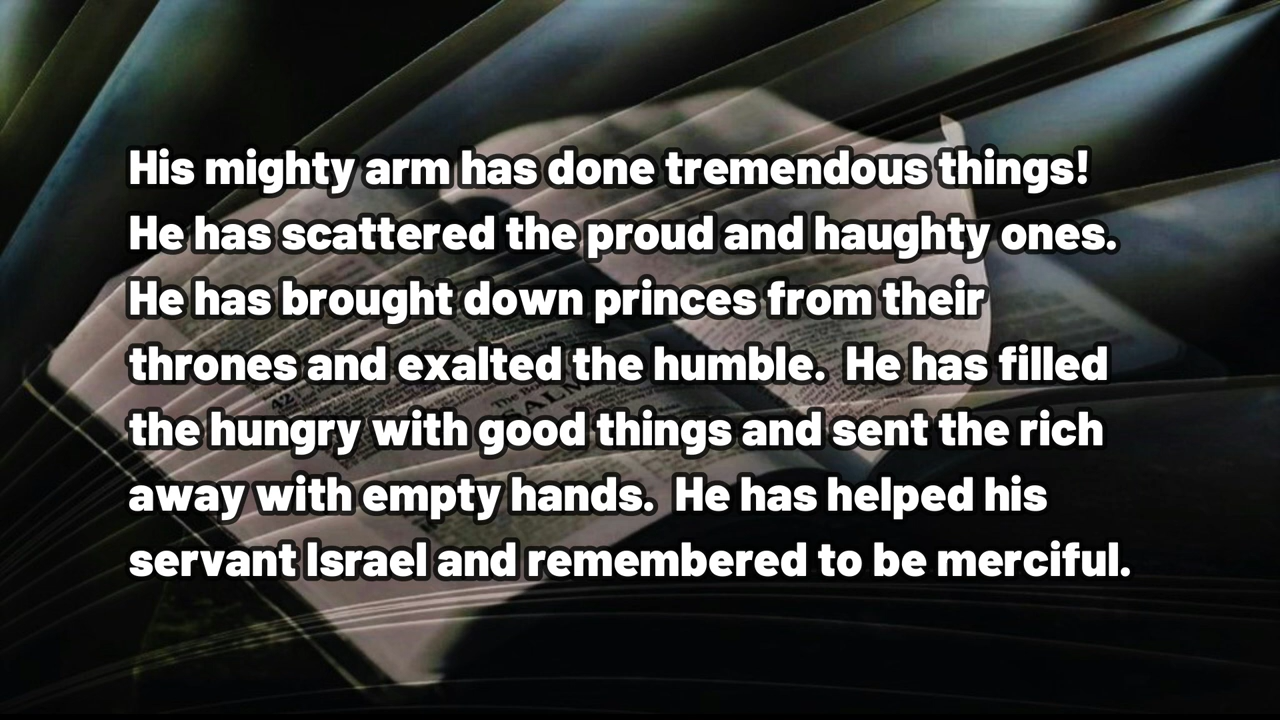 His mighty arm has done tremendous things!
He has scattered the proud and haughty ones.
He has brought down princes from their
thrones and exalted the humble.  He has filled
the hungry with good things and sent the rich
away with empty hands.  He has helped his
servant Israel and remembered to be merciful.
42